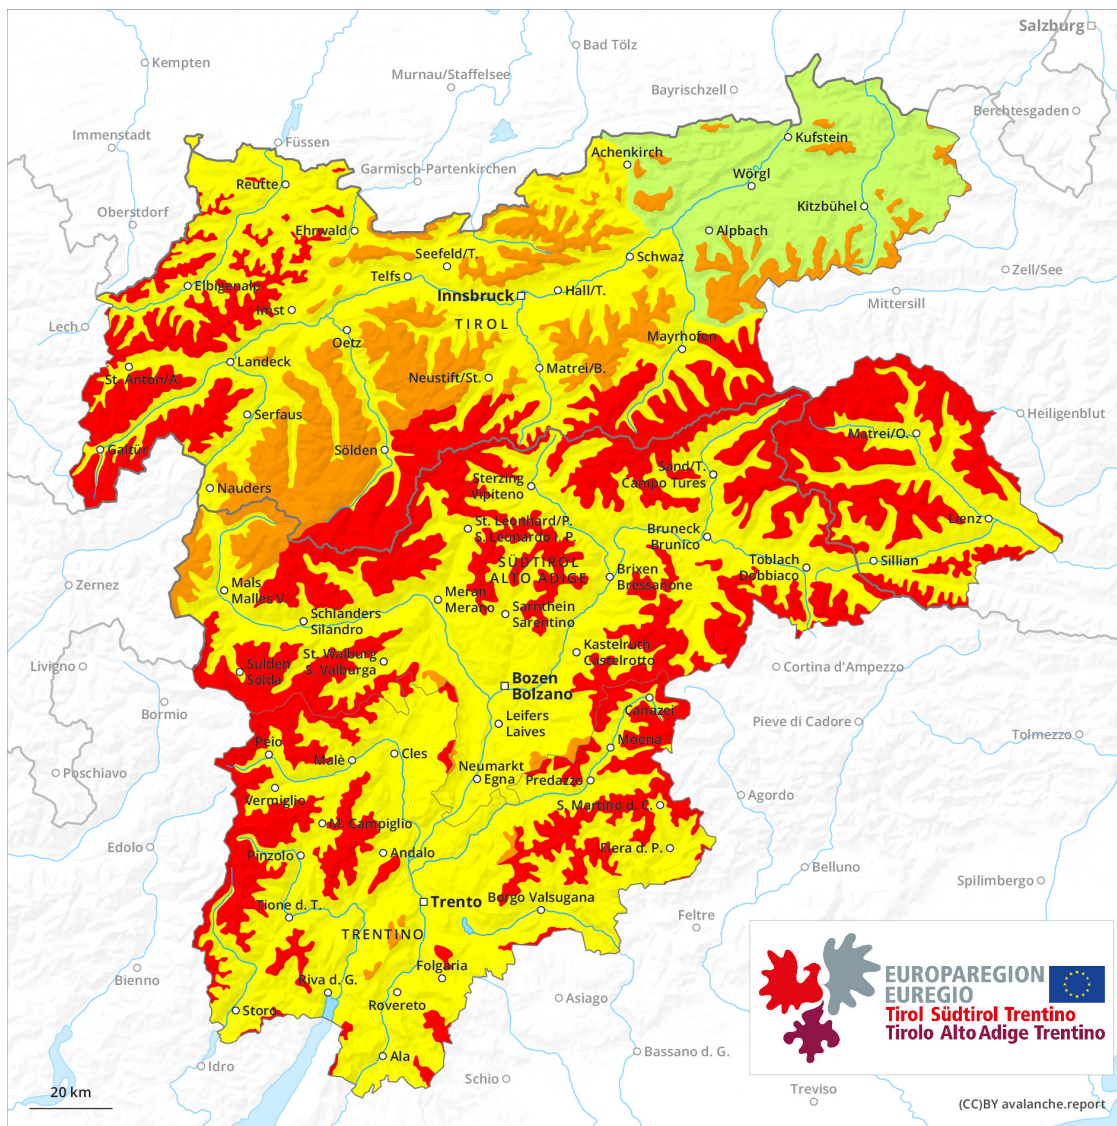 Salzburg
Bad Tölz
Kempten
Murnau/Staffelsee
Bayrischzell
Berchtesgaden
Immenstadt
Füssen
Kufstein
Achenkirch
Garmisch-Partenkirchen
Wörgl
Reutte
Kitzbühel
Oberstdorf
Ehrwald
Alpbach
Seefeld/T.
Schwaz
Telfs
Zell/See
Elbigenalp
Hall/T.
Innsbruck
Mittersill
Imst
TIROL
Lech
Oetz
Mayrhofen
Landeck
Matrei/B.
St. Anton/A.
Neustift/St.
Serfaus
Heiligenblut
Matrei/O.
Galtür
Sölden
Sand/T.
Campo Tures
Sterzing
Vipiteno
Nauders
Lienz
St. Leonhard/P.
S. Leonardo i. P.
Bruneck
Brunico
Sillian
Toblach
Dobbiaco
SÜDTIROL
ALTO ADIGE
Brixen
Bressanone
Zernez
Mals
Malles V.
Meran
Merano
Sarnthein
Sarentino
Schlanders
Silandro
Kastelruth
Castelrotto
St. Walburg
S. Valburga
Livigno
Sulden
Solda
Cortina d'Ampezzo
Bozen
Bolzano
Canazei
Bormio
Leifers
Laives
Pieve di Cadore
Tolmezzo
Moena
Peio
Cles
Malè
Neumarkt
Egna
Predazzo
Poschiavo
Vermiglio
Agordo
S. Martino d. C.
M. Campiglio
Edolo
Fiera d. P.
Andalo
Pinzolo
Belluno
Spilimbergo
Borgo Valsugana
Trento
Tione d. T.
Feltre
TRENTINO
Folgaria
Bienno
Riva d. G.
Rovereto
Asiago
Storo
Bassano d. G.
Ala
Idro
Schio
Treviso
EUROPAREGION
EUREGIO
Tirol Südtirol Trentino
Tirolo Alto Adige Trentino
20 km
(CC)BY avalanche.report